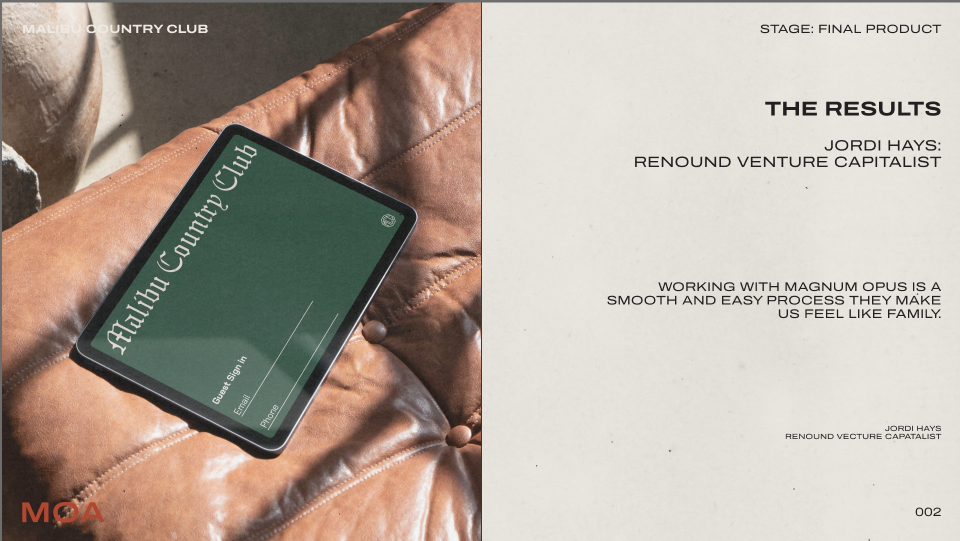 MALIBU COUNTRY CLUB
Malibu Country Club
Guest Sign In
Email
Phone
MOA
STAGE: FINAL PRODUCT
THE RESULTS
JORDI HAYS:
RENOUND VENTURE CAPITALIST
WORKING WITH MAGNUM OPUS IS A
SMOOTH AND EASY PROCESS THEY MAKE
US FEEL LIKE FAMILY.
JORDI HAYS
RENOUND VECTURE CAPATALIST
002